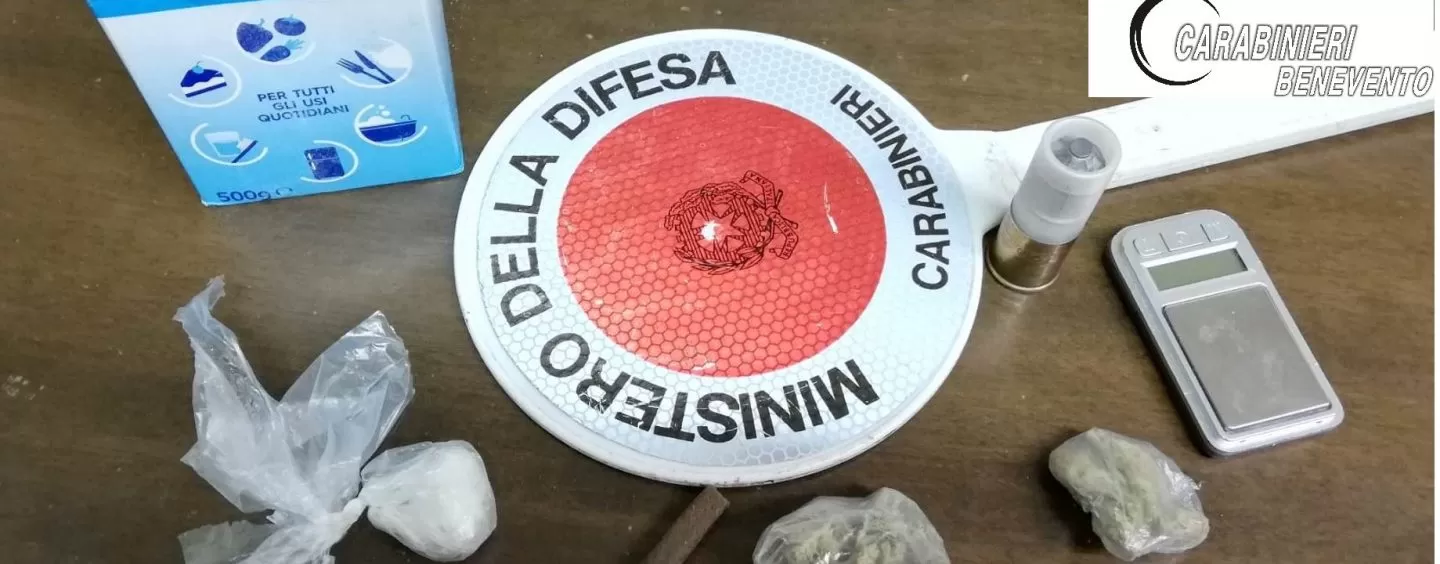 PER TUTTI
GLI USI
QUOTIDIANI
500g e
MINISTERO DELLA DIFESA
CARABINIERI
CARABINIERI
BENEVENTO